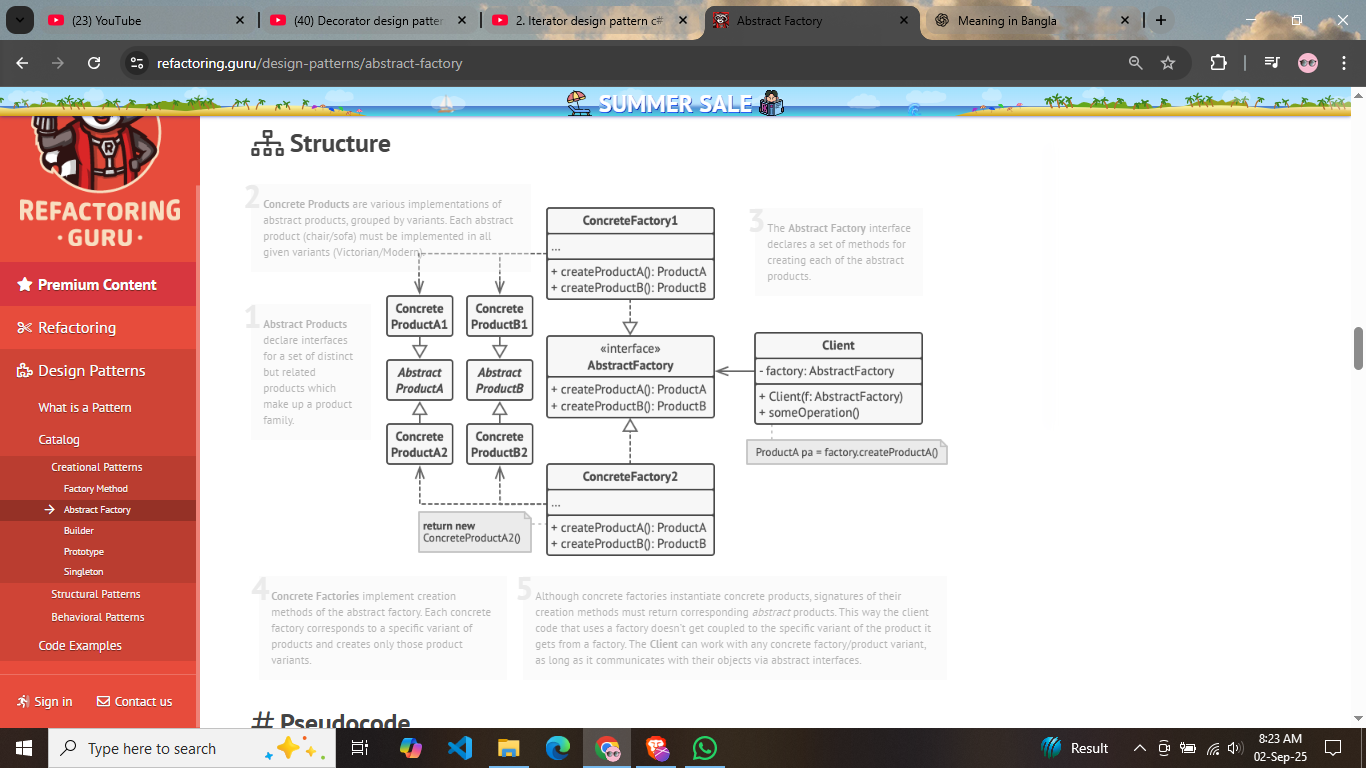 (23) YouTube
(40) Decorator design patter
2. Iterator design pattern c#
Abstract Factory
Meaning in Bangla
refactoring.guru/design-patterns/abstract-factory
SUMMER SALE
R
REFACTORING
· GURU ·
Premium Content
Refactoring
Design Patterns
What is a Pattern
Catalog
Creational Patterns
Factory Method
Abstract Factory
Builder
Prototype
Singleton
Structural Patterns
Behavioral Patterns
Code Examples
Sign in
Contact us
Structure
2
Concrete Products are various implementations of
abstract products, grouped by variants. Each abstract
product (chair/sofa) must be implemented in all
given variants (Victorian/Modern).
1
Abstract Products
declare interfaces
for a set of distinct
but related
products which
make up a product
family.
Concrete
ProductA1
Concrete
ProductB1
Abstract
ProductA
Abstract
ProductB
Concrete
ProductA2
Concrete
ProductB2
ConcreteFactory1
...
+ createProductA(): ProductA
+ createProductB(): ProductB
«interface»
AbstractFactory
+ createProductA(): ProductA
+ createProductB(): ProductB
ConcreteFactory2
...
+ createProductA(): ProductA
+ createProductB(): ProductB
return new
ConcreteProductA2()
3
The Abstract Factory interface
declares a set of methods for
creating each of the abstract
products.
Client
- factory: AbstractFactory
+ Client(f: AbstractFactory)
+ someOperation()
ProductA pa = factory.createProductA()
4
Concrete Factories implement creation
methods of the abstract factory. Each concrete
factory corresponds to a specific variant of
products and creates only those product
variants.
5
Although concrete factories instantiate concrete products, signatures of their
creation methods must return corresponding abstract products. This way the client
code that uses a factory doesn't get coupled to the specific variant of the product it
gets from a factory. The Client can work with any concrete factory/product variant,
as long as it communicates with their objects via abstract interfaces.
# Pseudocode
Type here to search
Result
8:23 AM
02-Sep-25